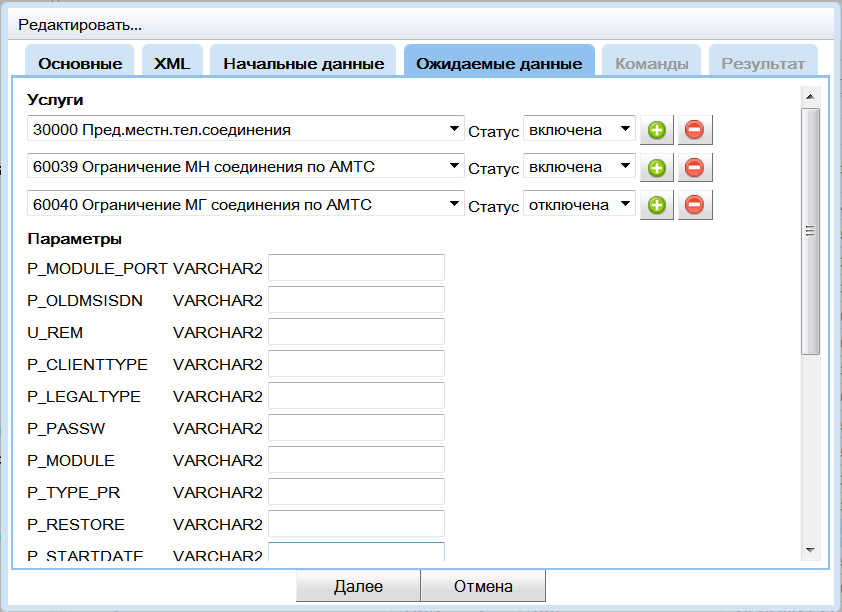 Редактировать...
Основные XML Начальные данные Ожидаемые данные Команды Результат
Услуги
30000 Пред.местн.тел.соединения Статус включена
60039 Ограничение МН соединения по АМТС Статус включена
60040 Ограничение МГ соединения по АМТС Статус отключена
Параметры
P_MODULE_PORT VARCHAR2
P_OLDMSISDN VARCHAR2
U_REM VARCHAR2
P_CLIENTTYPE VARCHAR2
P_LEGALTYPE VARCHAR2
P_PASSW VARCHAR2
P_MODULE VARCHAR2
P_TYPE_PR VARCHAR2
P_RESTORE VARCHAR2
P_STARTDATE VARCHAR2
Далее Отмена